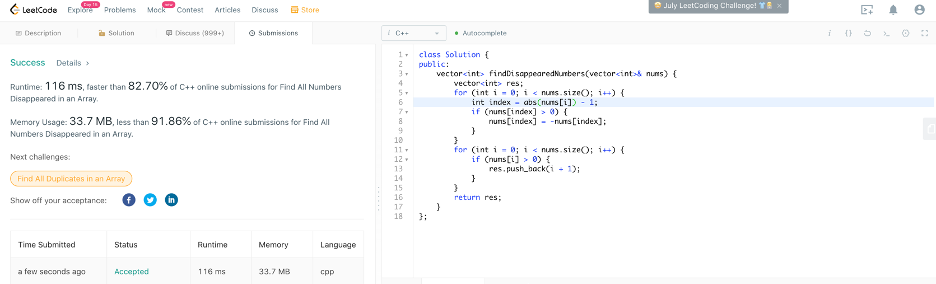 LeetCode Explore Day 19 Problems Mock new Contest Articles Discuss Store July LeetCoding Challenge! ×
Description Solution Discuss (999+) Submissions i C++ Autocomplete
Success Details >
Runtime: 116 ms, faster than 82.70% of C++ online submissions for Find All Numbers
Disappeared in an Array.
Memory Usage: 33.7 MB, less than 91.86% of C++ online submissions for Find All
Numbers Disappeared in an Array.
Next challenges:
Find All Duplicates in an Array
Show off your acceptance:
Time Submitted Status Runtime Memory Language
a few seconds ago Accepted 116 ms 33.7 MB cpp
1 class Solution {
2 public:
3 vector<int> findDisappearedNumbers(vector<int>& nums) {
4 vector<int> res;
5 for (int i = 0; i < nums.size(); i++) {
6 int index = abs(nums[i]) - 1;
7 if (nums[index] > 0) {
8 nums[index] = -nums[index];
9 }
10 }
11 for (int i = 0; i < nums.size(); i++) {
12 if (nums[i] > 0) {
13 res.push_back(i + 1);
14 }
15 }
16 return res;
17 }
18 };